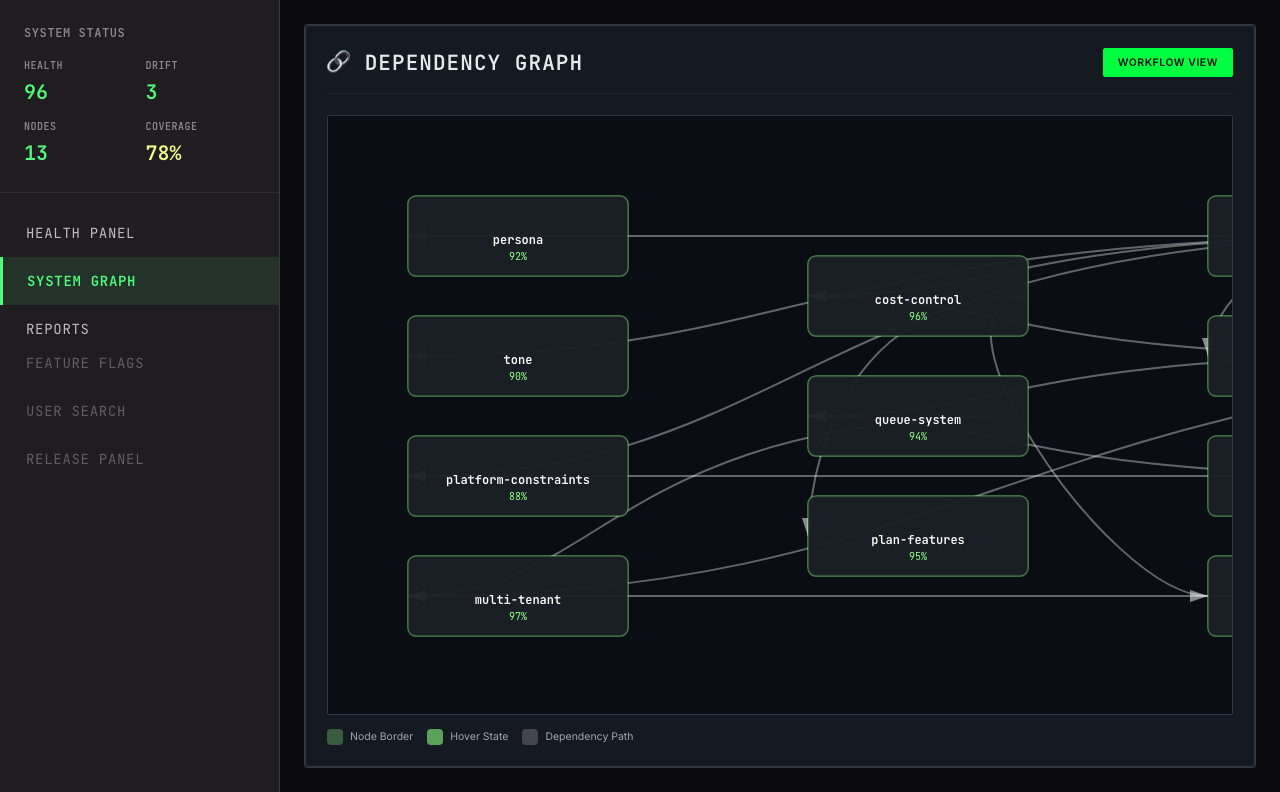 SYSTEM STATUS
HEALTH
96
DRIFT
3
NODES
13
COVERAGE
78%
HEALTH PANEL
SYSTEM GRAPH
REPORTS
FEATURE FLAGS
USER SEARCH
RELEASE PANEL
DEPENDENCY GRAPH
WORKFLOW VIEW
persona
92%
tone
90%
platform-constraints
88%
multi-tenant
97%
cost-control
96%
queue-system
94%
plan-features
95%
Node Border
Hover State
Dependency Path